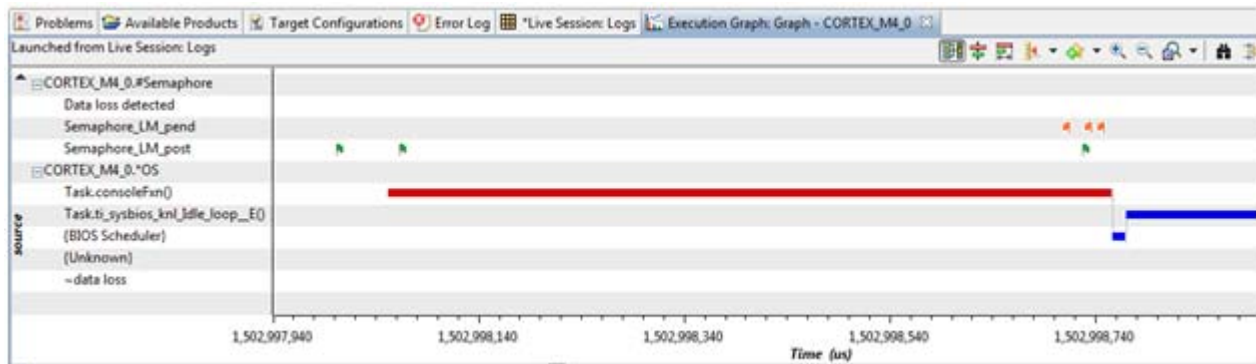 Problems Available Products Target Configurations Error Log *Live Session: Logs Execution Graph: Graph - CORTEX_M4_0
Launched from Live Session: Logs
CORTEX_M4_0.#Semaphore
Data loss detected
Semaphore_LM_pend
Semaphore_LM_post
CORTEX_M4_0.*OS
Task.consoleFxn()
Task.ti_sysbios_knl_Idle_loop__E()
(BIOS Scheduler)
(Unknown)
~data loss
source
1,502,997,940 1,502,998,140 1,502,998,340 1,502,998,540 1,502,998,740
Time (us)